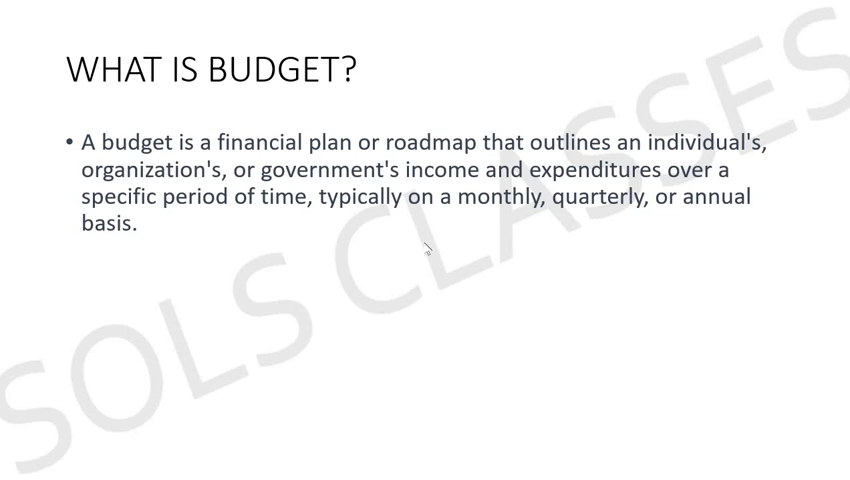 WHAT IS BUDGET?
• A budget is a financial plan or roadmap that outlines an individual's,
organization's, or government's income and expenditures over a
specific period of time, typically on a monthly, quarterly, or annual
basis.
SOLS CLASSES